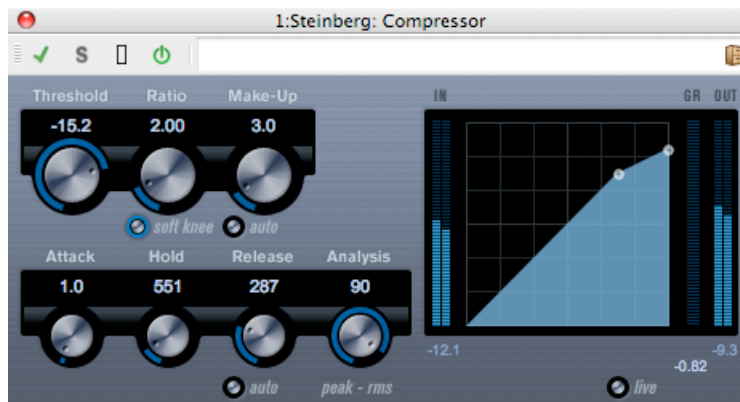 1:Steinberg: Compressor
S
Threshold Ratio Make-Up IN GR OUT
-15.2 2.00 3.0
soft knee auto
Attack Hold Release Analysis
1.0 551 287 90
-12.1 -0.82 -9.3
auto peak - rms live